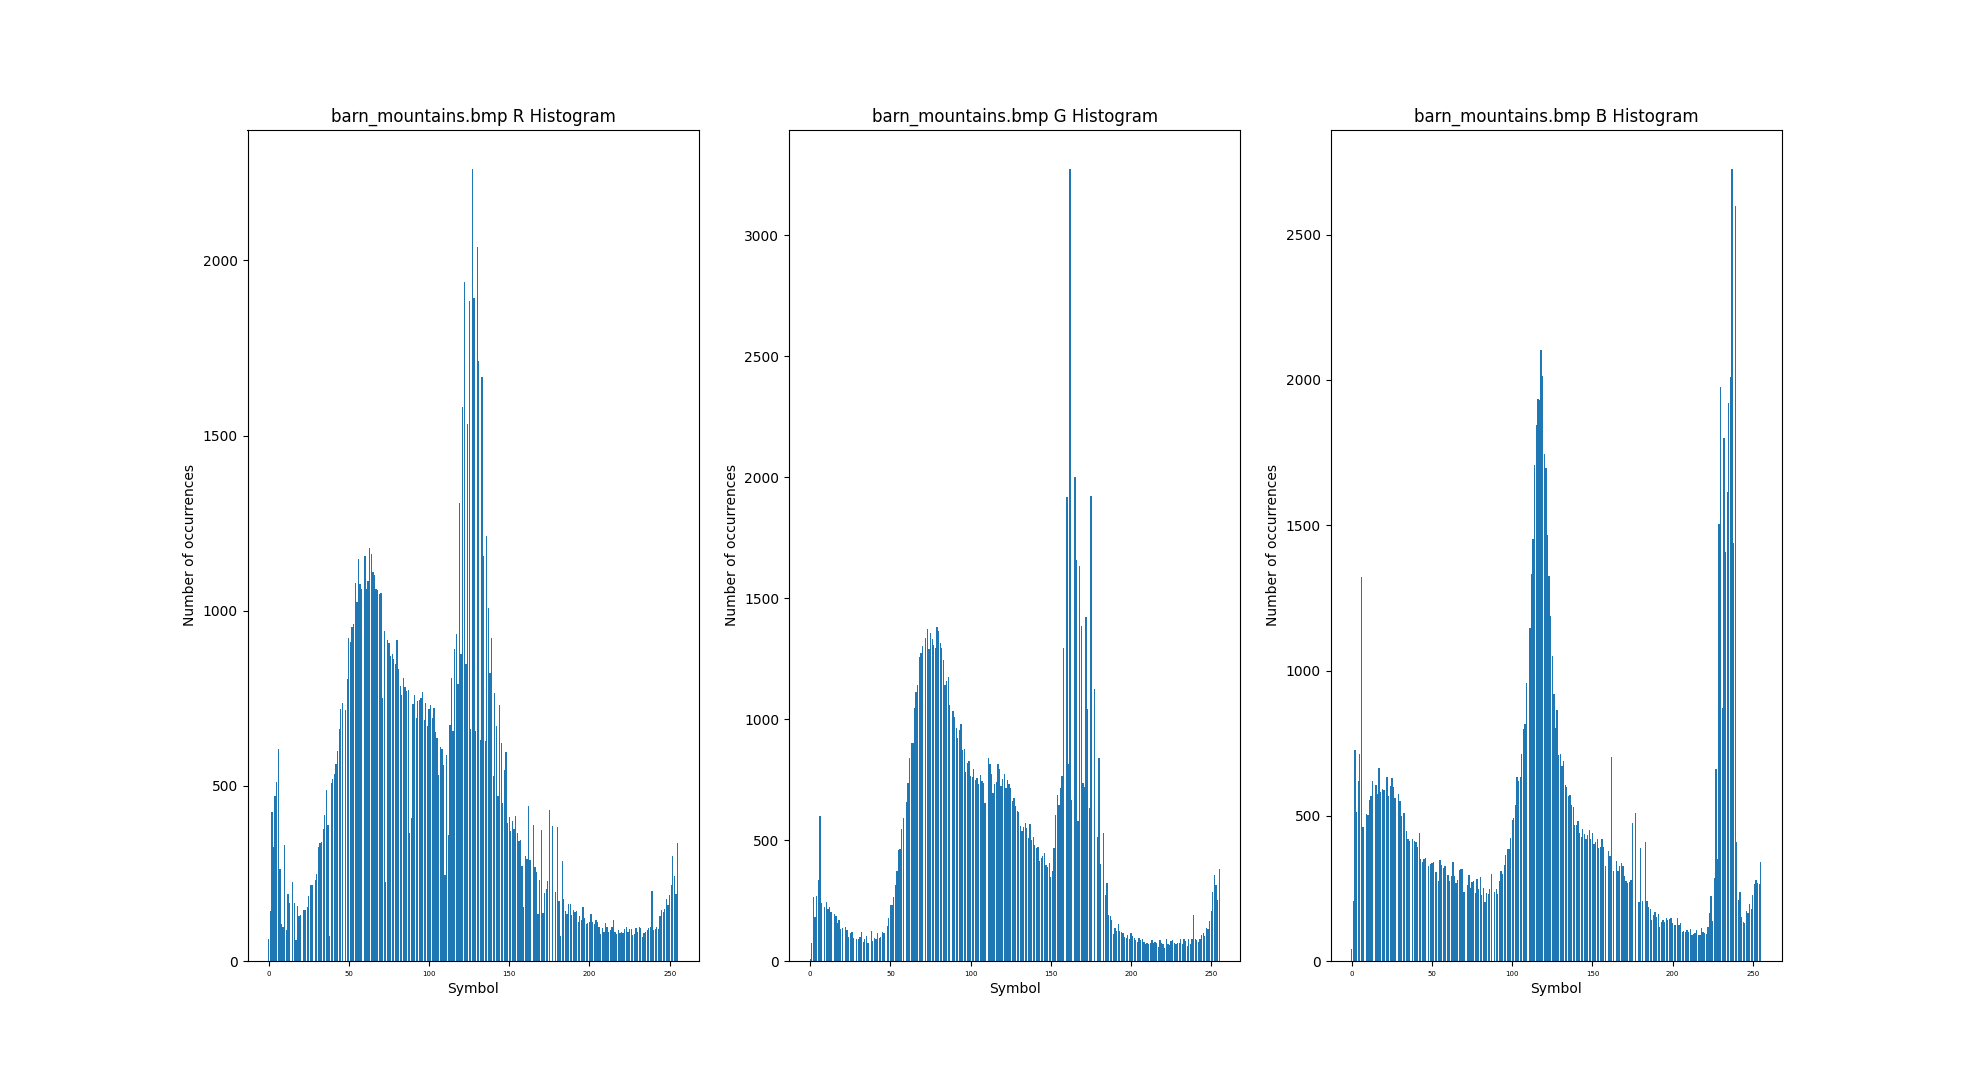 barn_mountains.bmp R Histogram
Number of occurrences
2000
1500
1000
500
0
0 50 100 150 200 250
Symbol
barn_mountains.bmp G Histogram
Number of occurrences
3000
2500
2000
1500
1000
500
0
0 50 100 150 200 250
Symbol
barn_mountains.bmp B Histogram
Number of occurrences
2500
2000
1500
1000
500
0
0 50 100 150 200 250
Symbol